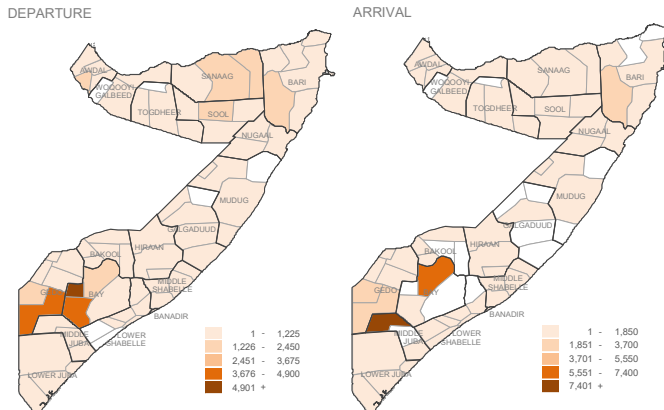 DEPARTURE
AWDAL
WOQOOYI
GALBEED
TOGDHEER
SANAAG
SOOL
BARI
NUGAAL
MUDUG
GALGADUUD
HIRAAN
BAKOOL
GEDO
BAY
MIDDLE
SHABELLE
BANADIR
LOWER
SHABELLE
MIDDLE
JUBA
LOWER JUBA
1 - 1,225
1,226 - 2,450
2,451 - 3,675
3,676 - 4,900
4,901 +
ARRIVAL
AWDAL
WOQOOYI
GALBEED
TOGDHEER
SANAAG
SOOL
BARI
NUGAAL
MUDUG
GALGADUUD
HIRAAN
BAKOOL
GEDO
BAY
MIDDLE
SHABELLE
BANADIR
LOWER
SHABELLE
MIDDLE
JUBA
LOWER JUBA
1 - 1,850
1,851 - 3,700
3,701 - 5,550
5,551 - 7,400
7,401 +